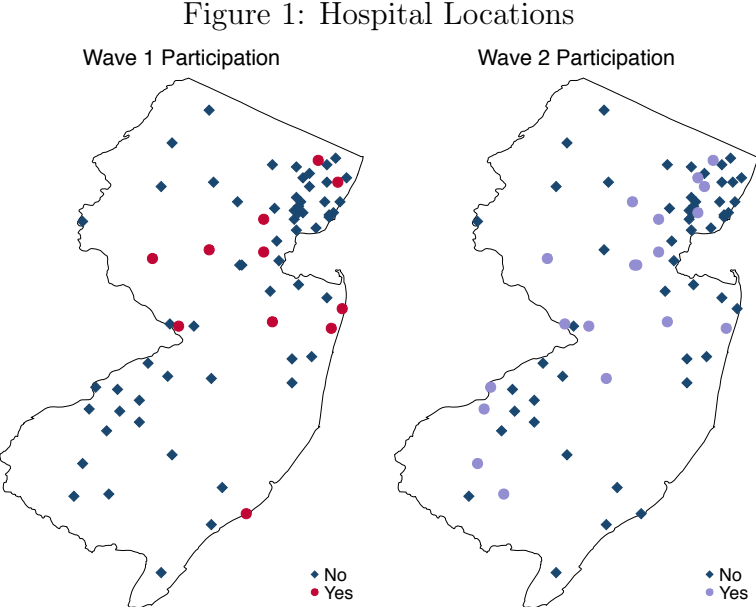 Figure 1: Hospital Locations
Wave 1 Participation
No
Yes
Wave 2 Participation
No
Yes